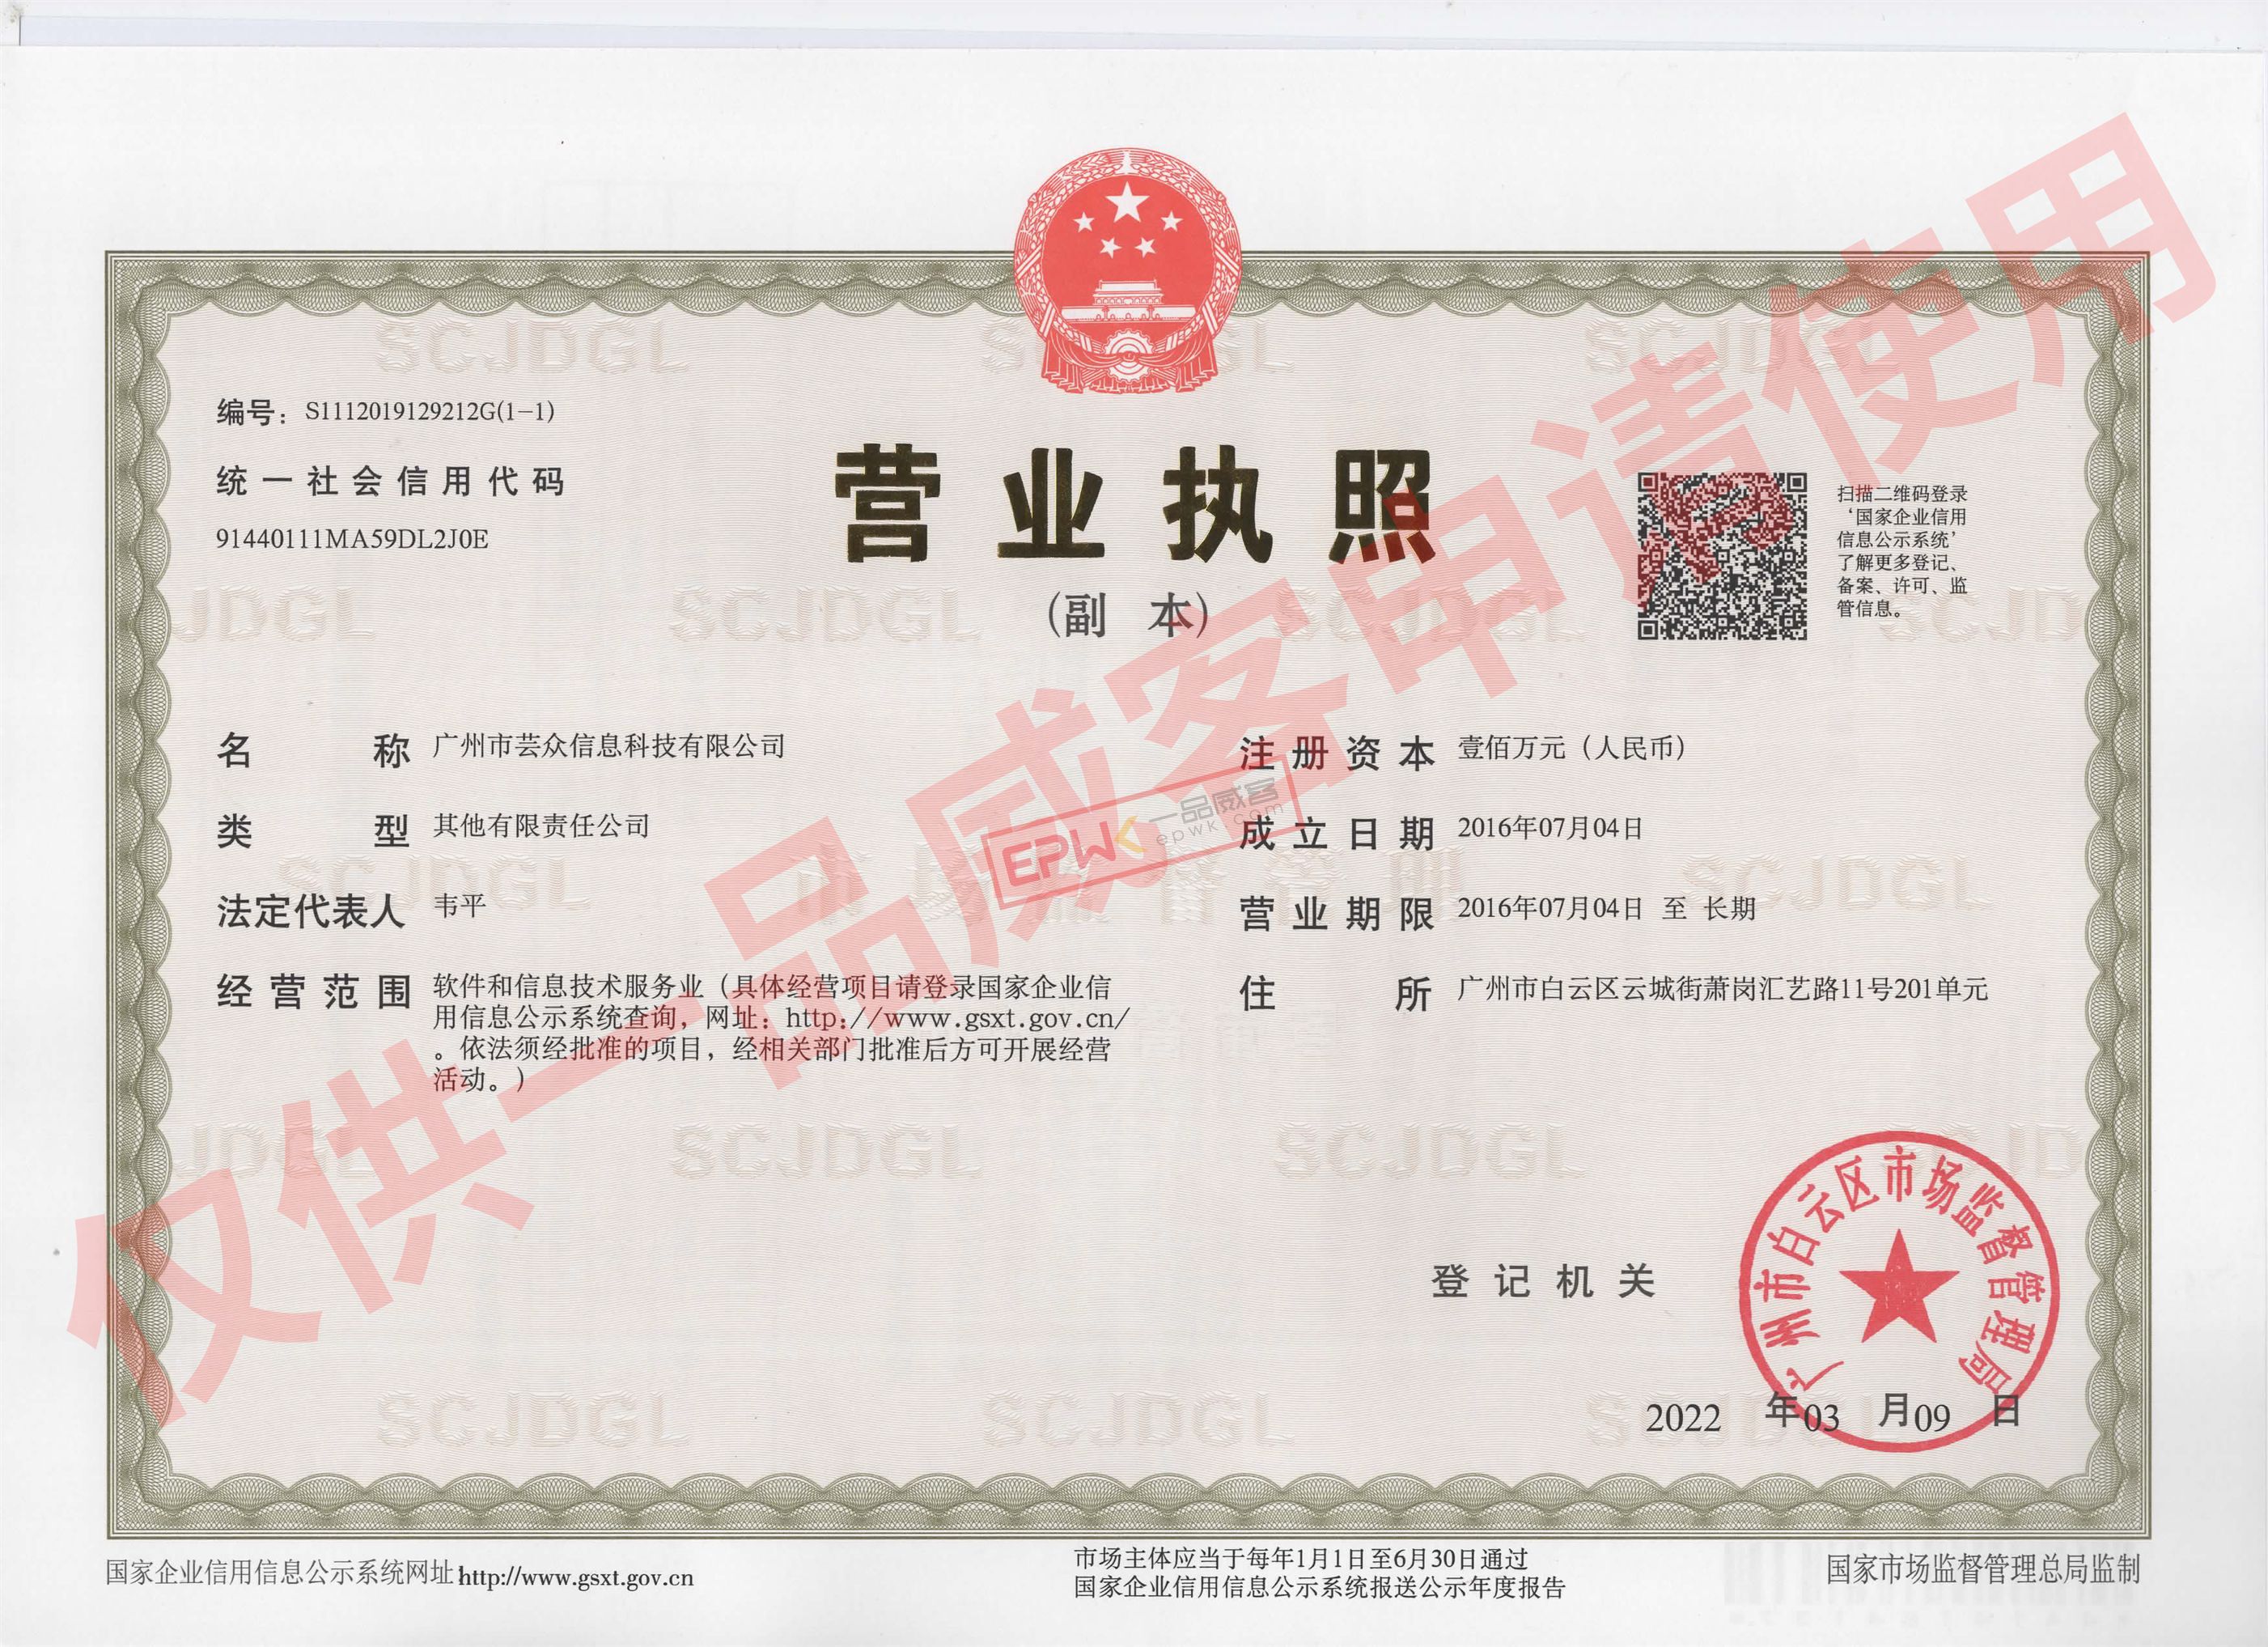 编号：S1112019129212G(1-1)
统一社会信用代码
91440111MA59DL2J0E
营业执照
(副 本)
扫描二维码登录
‘国家企业信用
信息公示系统’
了解更多登记、
备案、许可、监
管信息。
名称 广州市芸众信息科技有限公司
类型 其他有限责任公司
法定代表人 韦平
经营范围 软件和信息技术服务业（具体经营项目请登录国家企业信
用信息公示系统查询，网址：http://www.gsxt.gov.cn/
。依法须经批准的项目，经相关部门批准后方可开展经营
活动。）
注册资本 壹佰万元（人民币）
成立日期 2016年07月04日
营业期限 2016年07月04日 至 长期
住所 广州市白云区云城街萧岗汇艺路11号201单元
登记机关
广州市白云区市场监督管理局
2022 年03 月09 日
国家企业信用信息公示系统网址:http://www.gsxt.gov.cn
市场主体应当于每年1月1日至6月30日通过
国家企业信用信息公示系统报送公示年度报告
国家市场监督管理总局监制
仅供一品威客申请使用
EPWK 一品威客
epwk.com
SCJDGL
市场监督管理